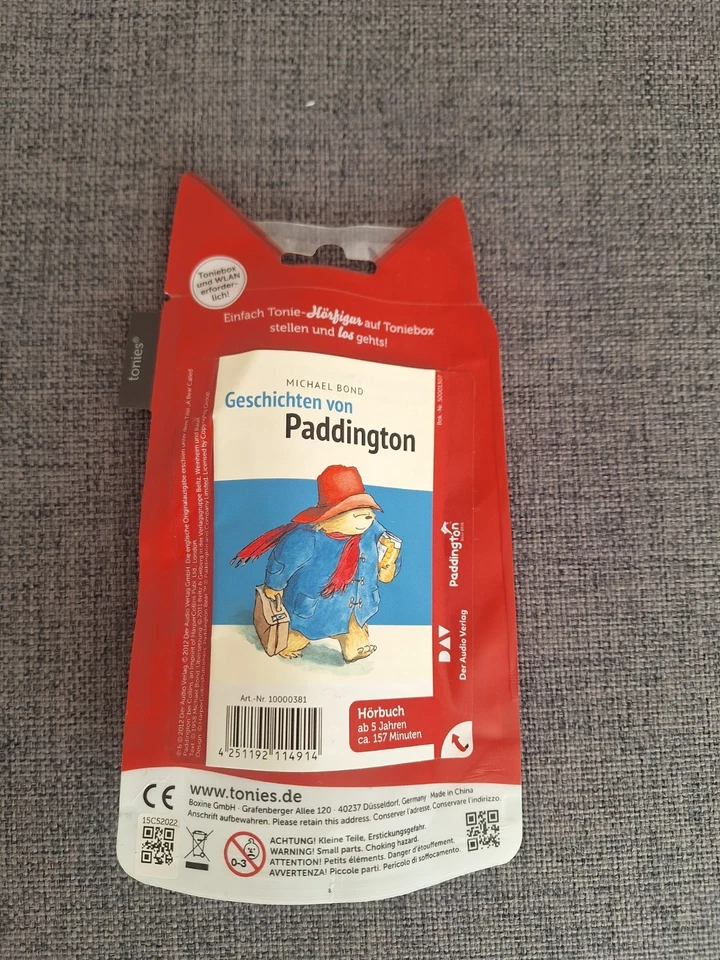 Toniebox
und WLAN
erforder-
lich!
Einfach Tonie-Hörfigur auf Toniebox
stellen und los gehts!
tonies®
MICHAEL BOND
Geschichten von
Paddington
Paddington
DAV
Der Audio Verlag
Art.-Nr. 10000381
4 251192 114914
Hörbuch
ab 5 Jahren
ca. 157 Minuten
CE
www.tonies.de
Boxine GmbH · Grafenberger Allee 120 · 40237 Düsseldorf, Germany · Made in China
Anschrift aufbewahren. Please retain this address. Conserver l'adresse. Conservare l'indirizzo.
15CS2022
0-3
ACHTUNG! Kleine Teile, Erstickungsgefahr.
WARNING! Small parts. Choking hazard.
ATTENTION! Petits éléments. Danger d'étouffement.
AVVERTENZA! Piccole parti. Pericolo di soffocamento.